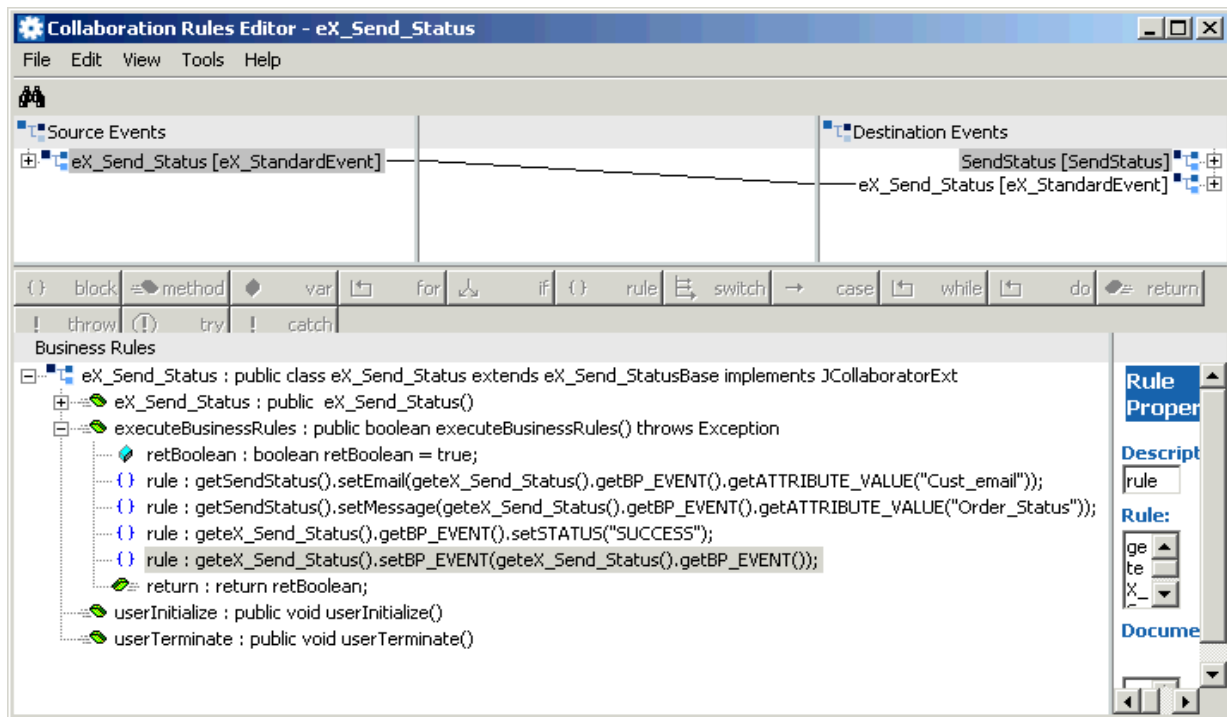 Collaboration Rules Editor - eX_Send_Status
File Edit View Tools Help
Source Events
Destination Events
eX_Send_Status [eX_StandardEvent]
SendStatus [SendStatus]
eX_Send_Status [eX_StandardEvent]
{} block method var for if {} rule switch case while do return
! throw (!) try ! catch
Business Rules
eX_Send_Status : public class eX_Send_Status extends eX_Send_StatusBase implements JCollaboratorExt
eX_Send_Status : public eX_Send_Status()
executeBusinessRules : public boolean executeBusinessRules() throws Exception
retBoolean : boolean retBoolean = true;
{} rule : getSendStatus().setEmail(geteX_Send_Status().getBP_EVENT().getATTRIBUTE_VALUE("Cust_email"));
{} rule : getSendStatus().setMessage(geteX_Send_Status().getBP_EVENT().getATTRIBUTE_VALUE("Order_Status"));
{} rule : geteX_Send_Status().getBP_EVENT().setSTATUS("SUCCESS");
{} rule : geteX_Send_Status().setBP_EVENT(geteX_Send_Status().getBP_EVENT());
return : return retBoolean;
userInitialize : public void userInitialize()
userTerminate : public void userTerminate()
Rule
Proper
Descript
rule
Rule:
ge
te
X_
Docume